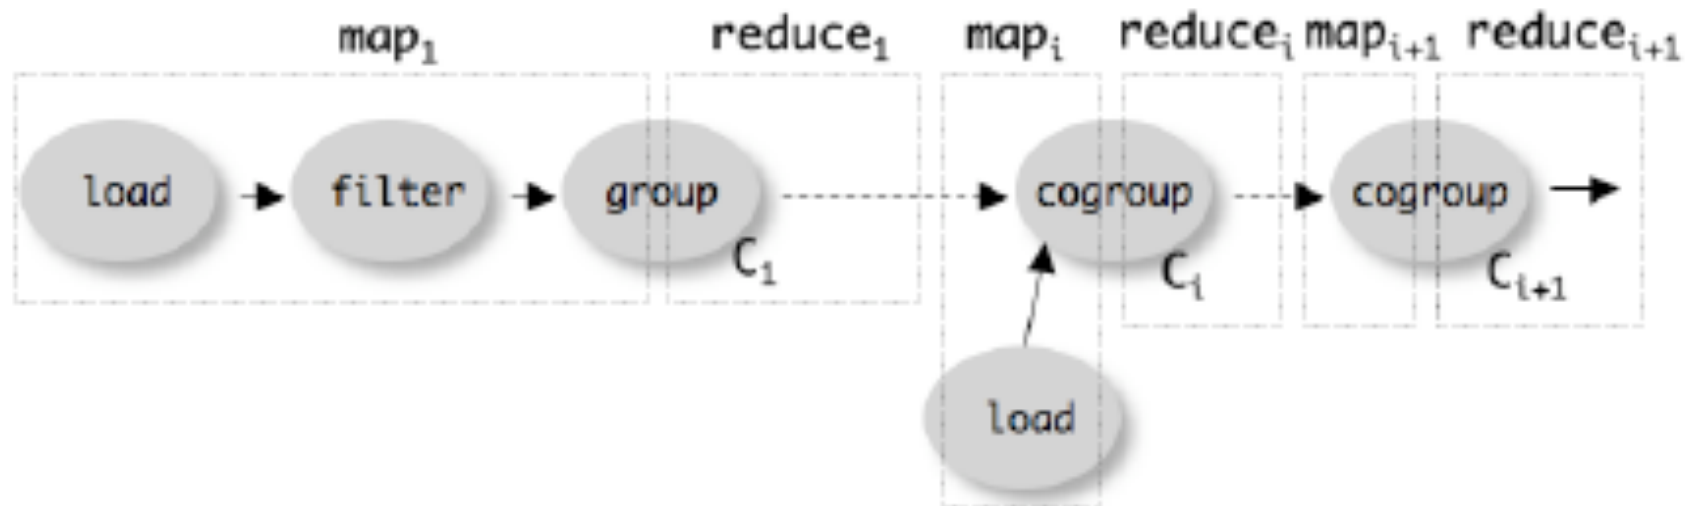 map₁ reduce₁ mapᵢ reduceᵢ mapᵢ₊₁ reduceᵢ₊₁
load filter group cogroup cogroup
C₁ Cᵢ Cᵢ₊₁
load